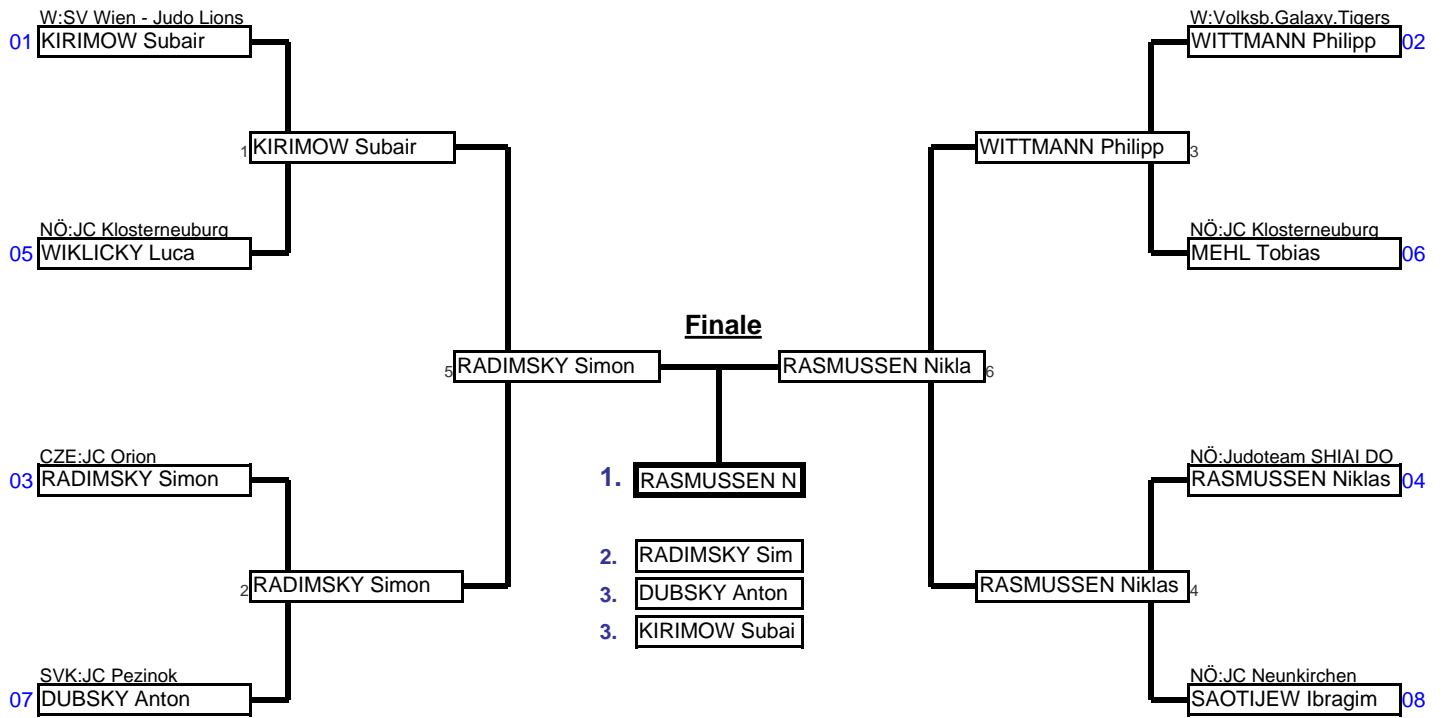 W:SV Wien - Judo Lions
01 KIRIMOW Subair
W:Volksb.Galaxy.Tigers
WITTMANN Philipp 02
1 KIRIMOW Subair
WITTMANN Philipp 3
NÖ:JC Klosterneuburg
05 WIKLICKY Luca
NÖ:JC Klosterneuburg
MEHL Tobias 06
Finale
5 RADIMSKY Simon
RASMUSSEN Nikla 6
CZE:JC Orion
03 RADIMSKY Simon
1. RASMUSSEN N
NÖ:Judoteam SHIAI DO
RASMUSSEN Niklas 04
2. RADIMSKY Sim
3. DUBSKY Anton
3. KIRIMOW Subai
2 RADIMSKY Simon
RASMUSSEN Niklas 4
SVK:JC Pezinok
07 DUBSKY Anton
NÖ:JC Neunkirchen
SAOTIJEW Ibragim 08